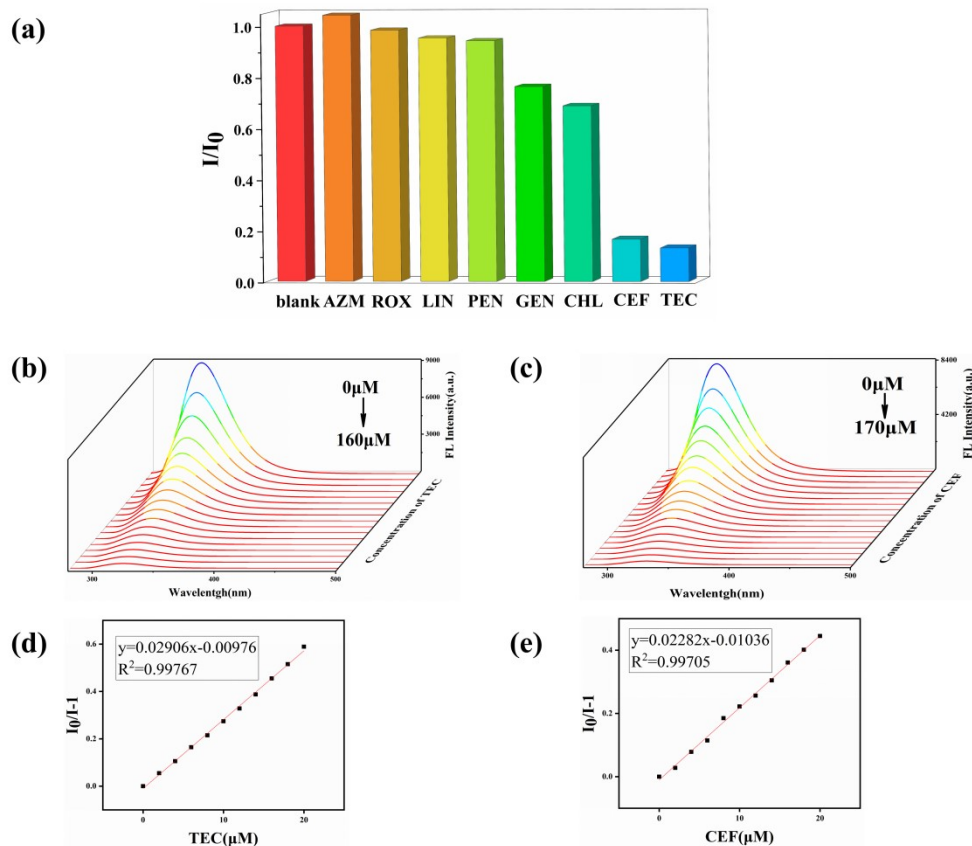 (a)
I/I0
1.0
0.8
0.6
0.4
0.2
0.0
blank AZM ROX LIN PEN GEN CHL CEF TEC
(b)
0μM
160μM
9000
6000
3000
FL Intensity(a.u.)
Concentration of TEC
300 400 500
Wavelentgh(nm)
(c)
0μM
170μM
8400
4200
FL Intensity(a.u.)
Concentration of CEF
300 400 500
Wavelentgh(nm)
(d)
y=0.02906x-0.00976
R²=0.99767
I0/I-1
0.6
0.4
0.2
0.0
0 10 20
TEC(μM)
(e)
y=0.02282x-0.01036
R²=0.99705
I0/I-1
0.4
0.2
0.0
0 10 20
CEF(μM)